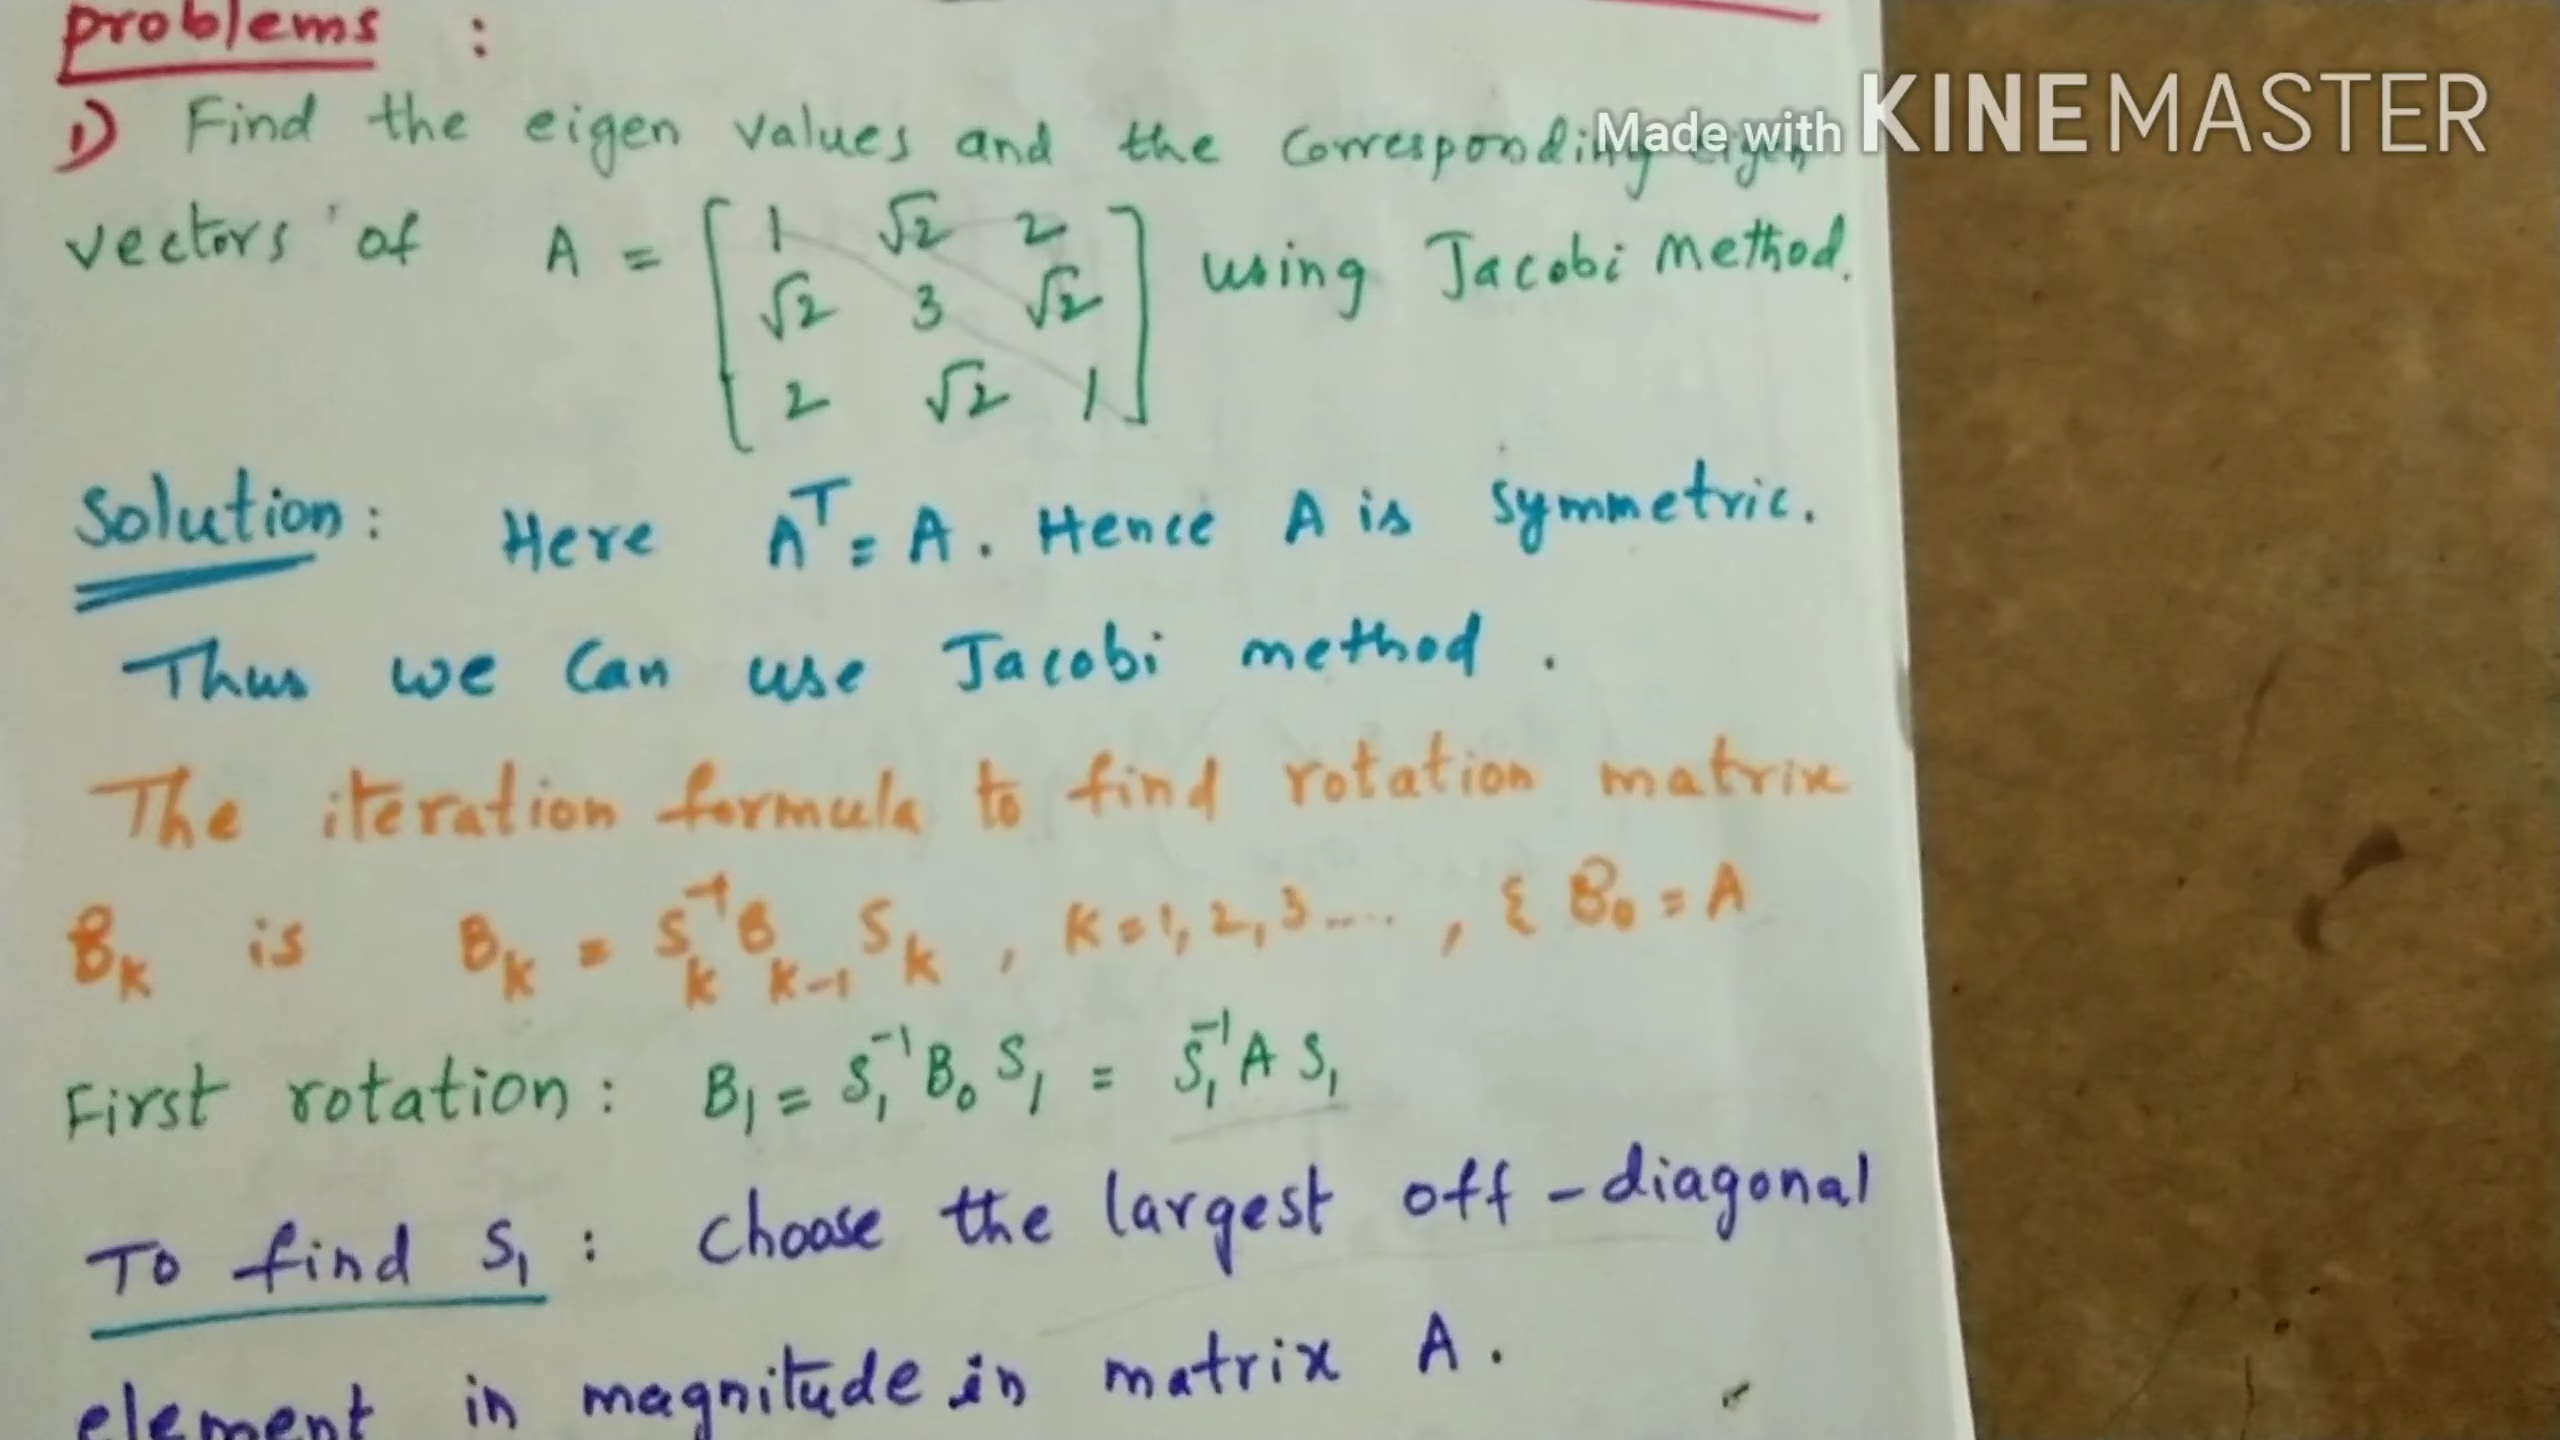 problems :
Made with KINEMASTER
1) Find the eigen values and the corresponding eigen
vectors of A = [ 1 √2 2
√2 3 √2
2 √2 1 ] using Jacobi Method.
Solution: Here Aᵀ = A. Hence A is symmetric.
Thus we can use Jacobi method.
The iteration formula to find rotation matrix
Bₖ is Bₖ = Sₖ⁻¹ Bₖ₋₁ Sₖ , K = 1, 2, 3 .... , & B₀ = A
First rotation: B₁ = S₁⁻¹ B₀ S₁ = S₁⁻¹ A S₁
To find S₁ : choose the largest off-diagonal
element in magnitude in matrix A.